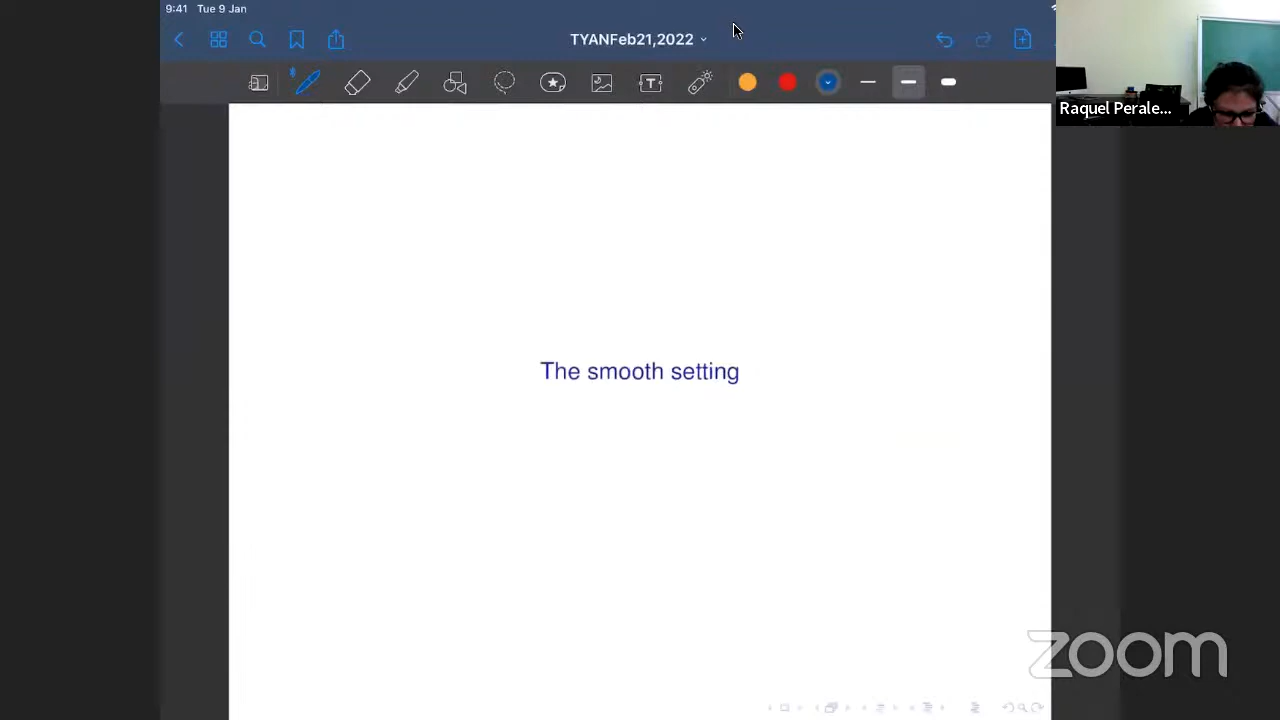 9:41 Tue 9 Jan
TYANFeb21,2022
T
Raquel Perale...
The smooth setting
zoom